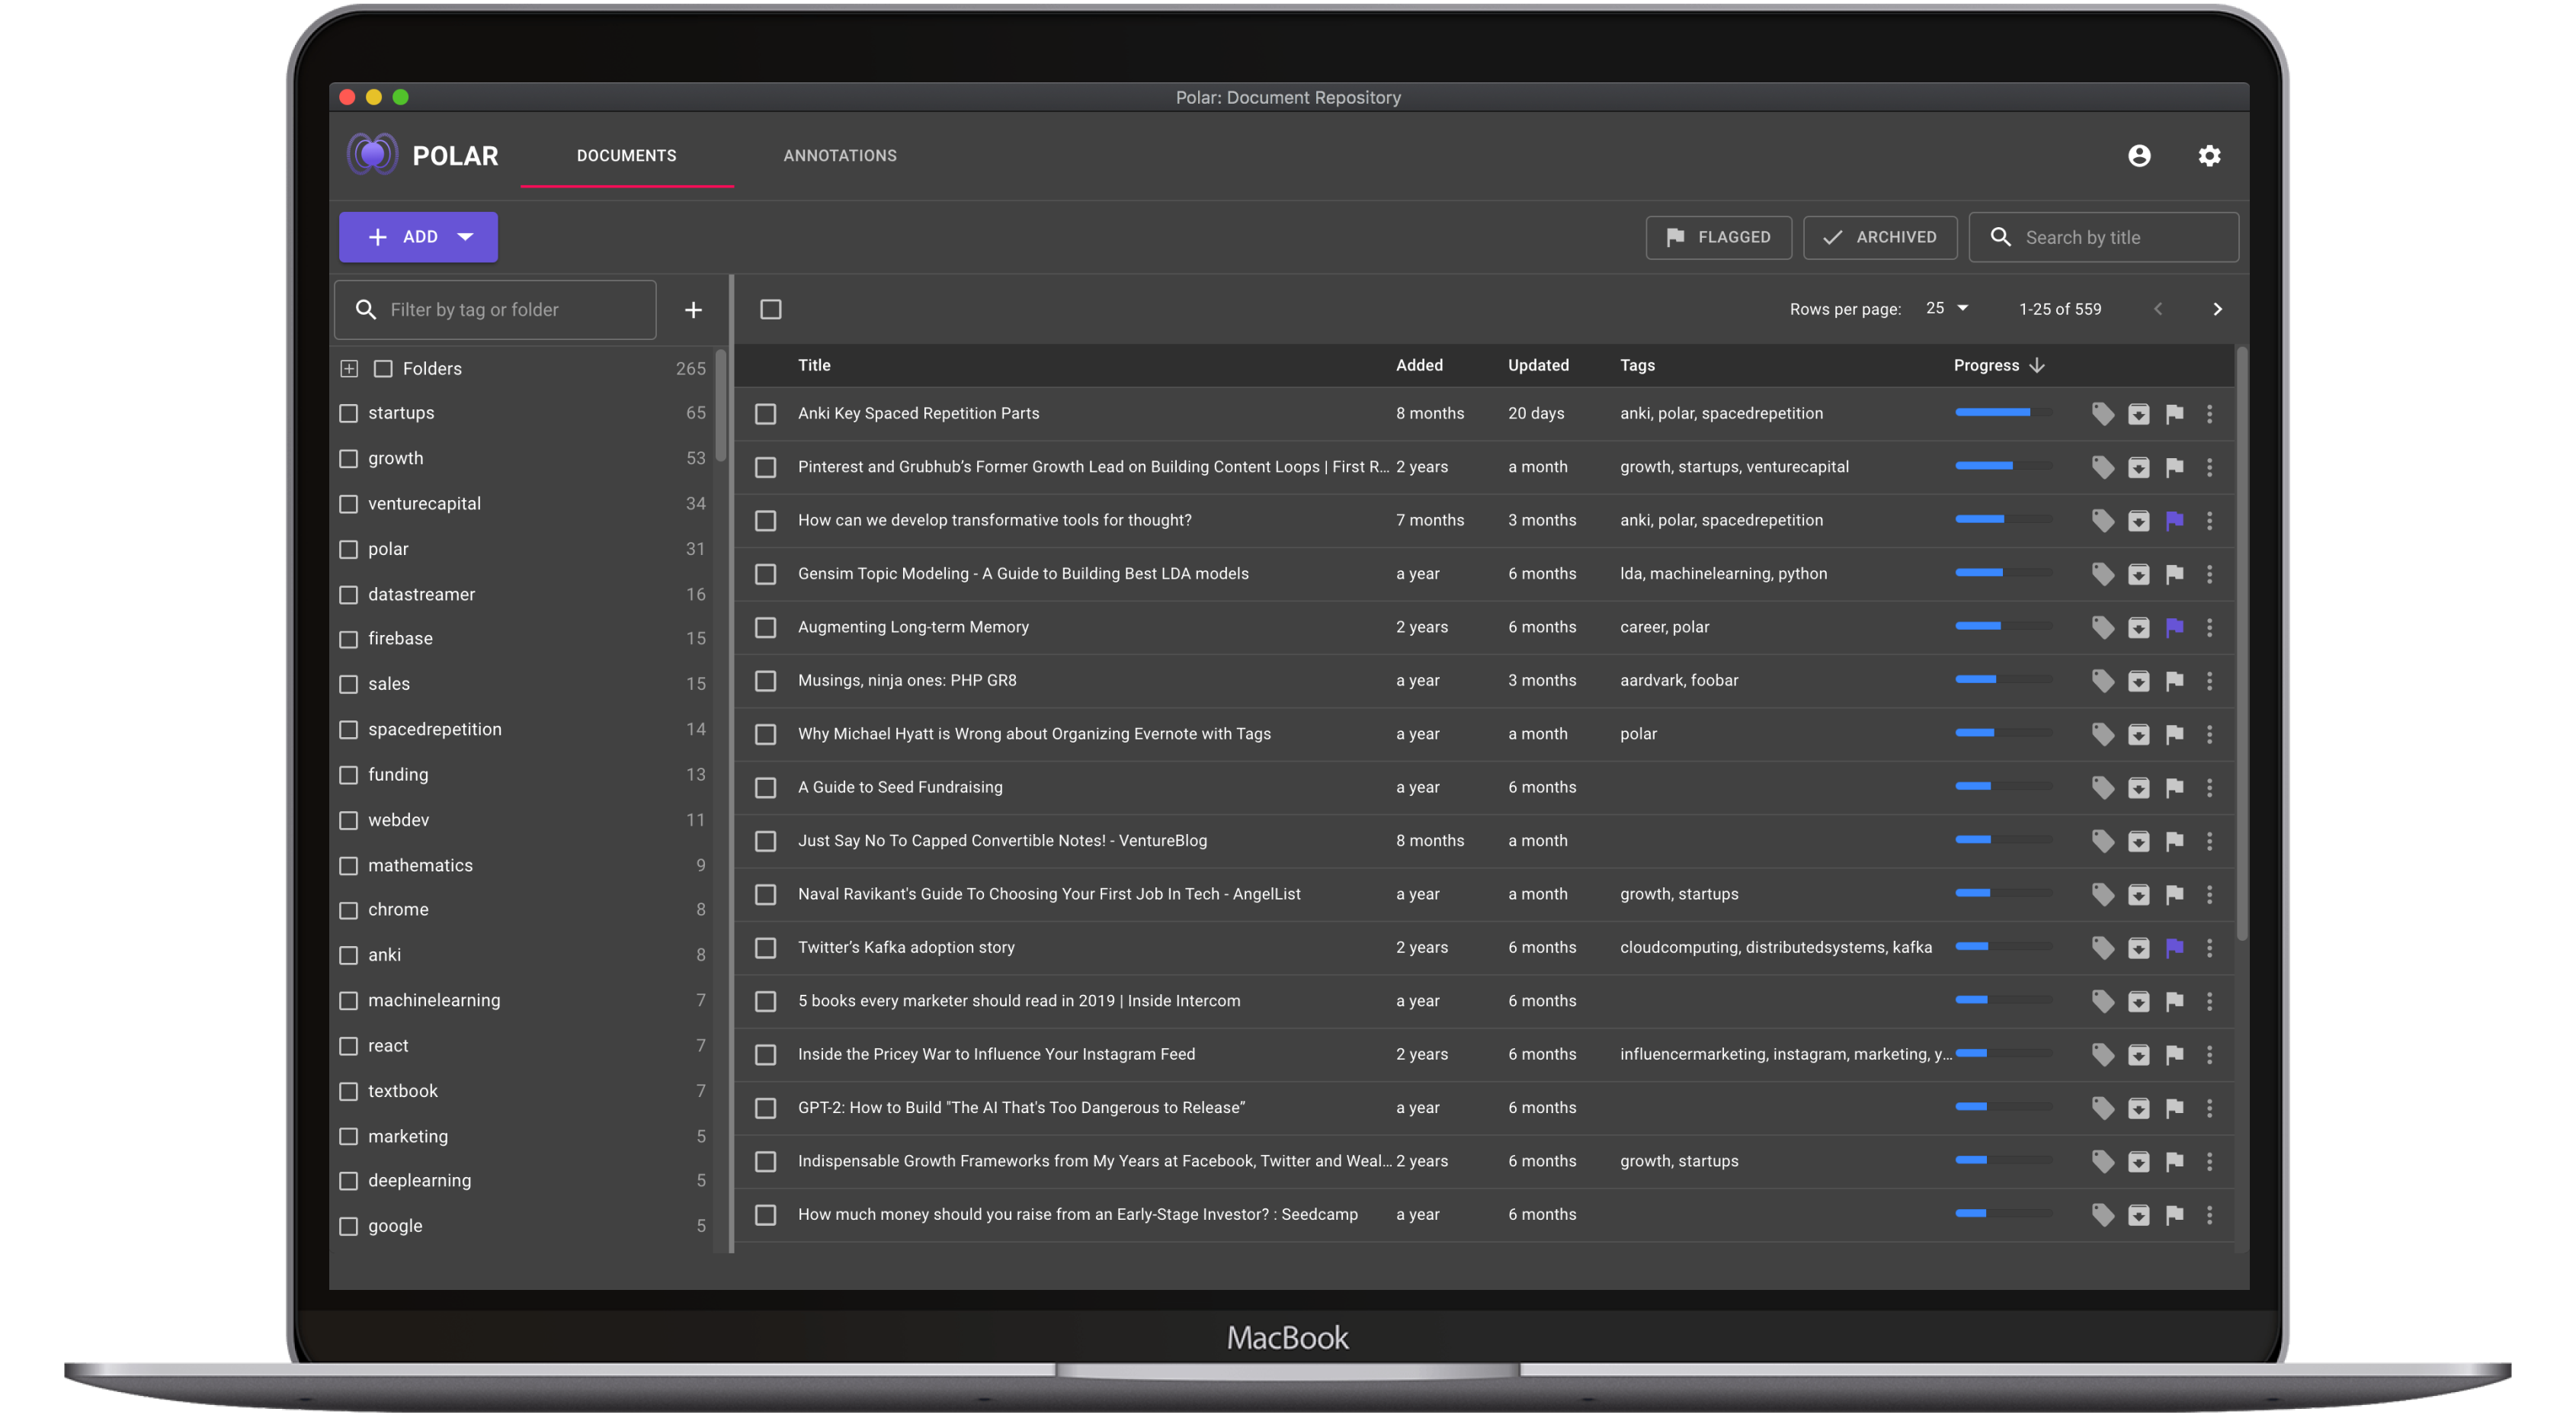 Polar: Document Repository
POLAR DOCUMENTS ANNOTATIONS
ADD FLAGGED ARCHIVED Search by title
Filter by tag or folder
Rows per page: 25 1-25 of 559
Folders 265
startups 65
growth 53
venturecapital 34
polar 31
datastreamer 16
firebase 15
sales 15
spacedrepetition 14
funding 13
webdev 11
mathematics 9
chrome 8
anki 8
machinelearning 7
react 7
textbook 7
marketing 5
deeplearning 5
google 5
Title Added Updated Tags Progress
Anki Key Spaced Repetition Parts 8 months 20 days anki, polar, spacedrepetition
Pinterest and Grubhub’s Former Growth Lead on Building Content Loops | First R... 2 years a month growth, startups, venturecapital
How can we develop transformative tools for thought? 7 months 3 months anki, polar, spacedrepetition
Gensim Topic Modeling - A Guide to Building Best LDA models a year 6 months lda, machinelearning, python
Augmenting Long-term Memory 2 years 6 months career, polar
Musings, ninja ones: PHP GR8 a year 3 months aardvark, foobar
Why Michael Hyatt is Wrong about Organizing Evernote with Tags a year a month polar
A Guide to Seed Fundraising a year 6 months
Just Say No To Capped Convertible Notes! - VentureBlog 8 months a month
Naval Ravikant's Guide To Choosing Your First Job In Tech - AngelList a year a month growth, startups
Twitter’s Kafka adoption story 2 years 6 months cloudcomputing, distributedsystems, kafka
5 books every marketer should read in 2019 | Inside Intercom a year 6 months
Inside the Pricey War to Influence Your Instagram Feed 2 years 6 months influencermarketing, instagram, marketing, y...
GPT-2: How to Build "The AI That's Too Dangerous to Release” a year 6 months
Indispensable Growth Frameworks from My Years at Facebook, Twitter and Weal... 2 years 6 months growth, startups
How much money should you raise from an Early-Stage Investor? : Seedcamp a year 6 months
MacBook